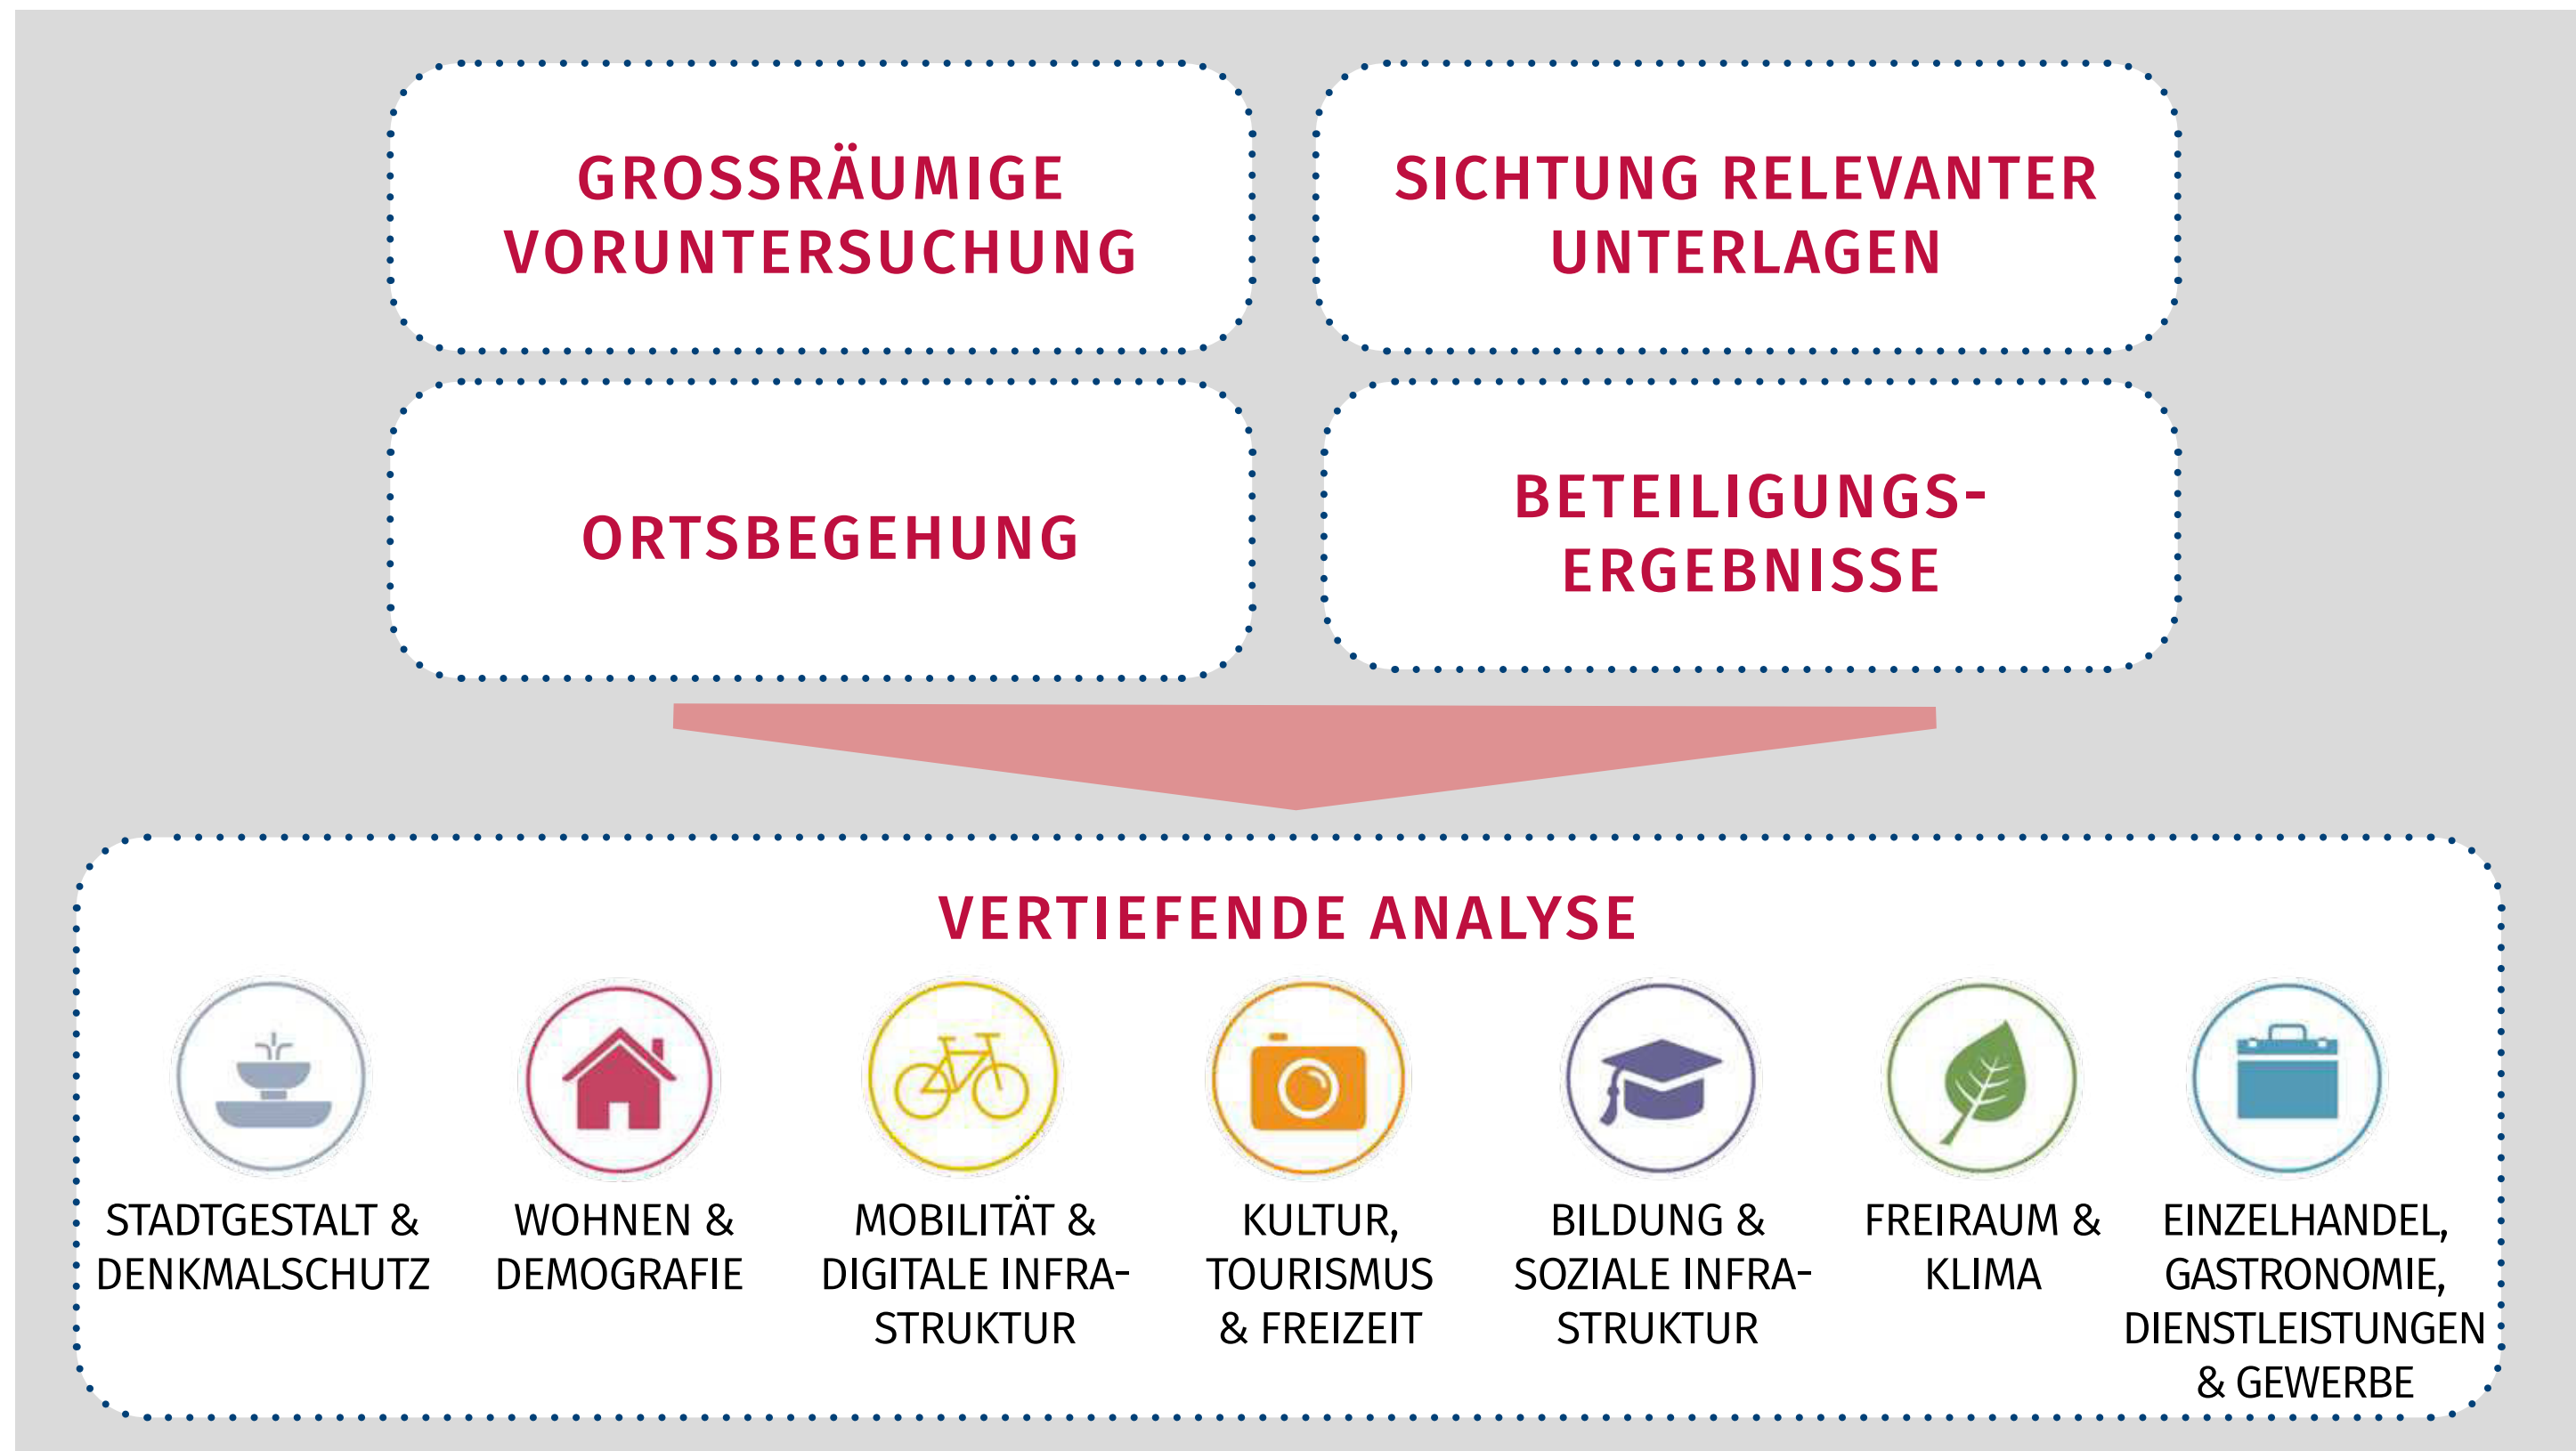 GROSSRÄUMIGE
VORUNTERSUCHUNG
SICHTUNG RELEVANTER
UNTERLAGEN
ORTSBEGEHUNG
BETEILIGUNGS-
ERGEBNISSE
VERTIEFENDE ANALYSE
STADTGESTALT &
DENKMALSCHUTZ
WOHNEN &
DEMOGRAFIE
MOBILITÄT &
DIGITALE INFRA-
STRUKTUR
KULTUR,
TOURISMUS
& FREIZEIT
BILDUNG &
SOZIALE INFRA-
STRUKTUR
FREIRAUM &
KLIMA
EINZELHANDEL,
GASTRONOMIE,
DIENSTLEISTUNGEN
& GEWERBE